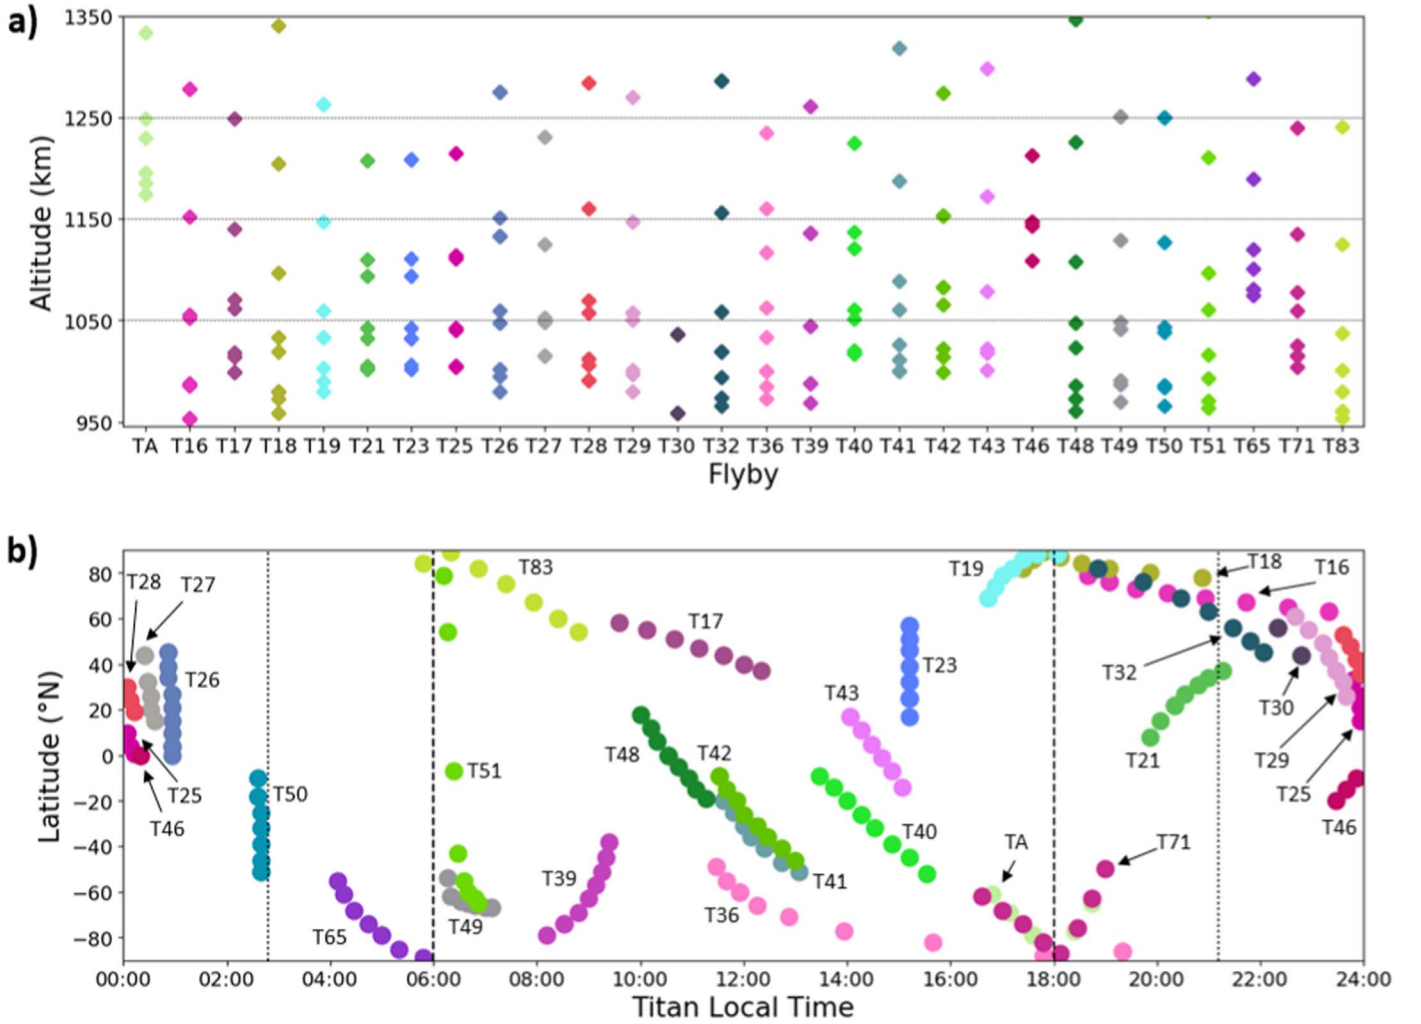 a)
1350
1250
1150
1050
950
Altitude (km)
TA T16 T17 T18 T19 T21 T23 T25 T26 T27 T28 T29 T30 T32 T36 T39 T40 T41 T42 T43 T46 T48 T49 T50 T51 T65 T71 T83
Flyby
b)
80
60
40
20
0
−20
−40
−60
−80
Latitude (°N)
T28 T27
T26
T25
T46
T50
T65
T83
T51
T49
T17
T39
T48
T42
T41
T36
T23
T43
T40
T19
TA
T71
T18
T16
T32
T30
T21
T29
T25
T46
00:00 02:00 04:00 06:00 08:00 10:00 12:00 14:00 16:00 18:00 20:00 22:00 24:00
Titan Local Time